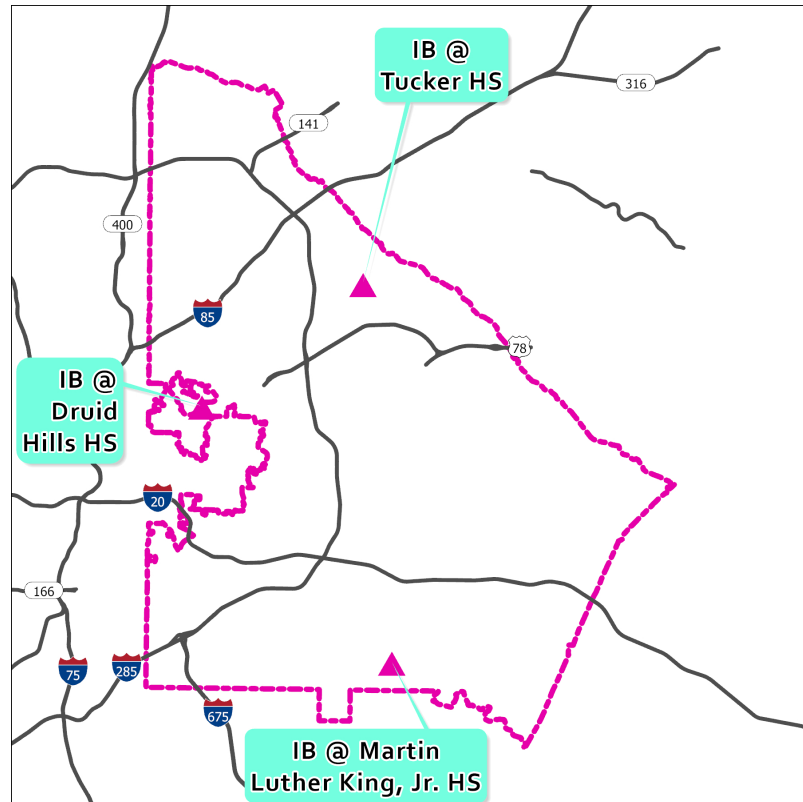 IB @
Tucker HS
316
141
400
85
78
IB @
Druid
Hills HS
20
166
285
75
675
IB @ Martin
Luther King, Jr. HS